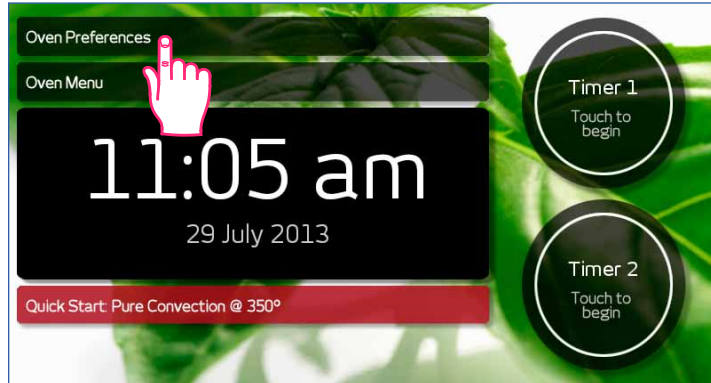 Oven Preferences
Oven Menu
11:05 am
29 July 2013
Quick Start: Pure Convection @ 350º
Timer 1
Touch to
begin
Timer 2
Touch to
begin